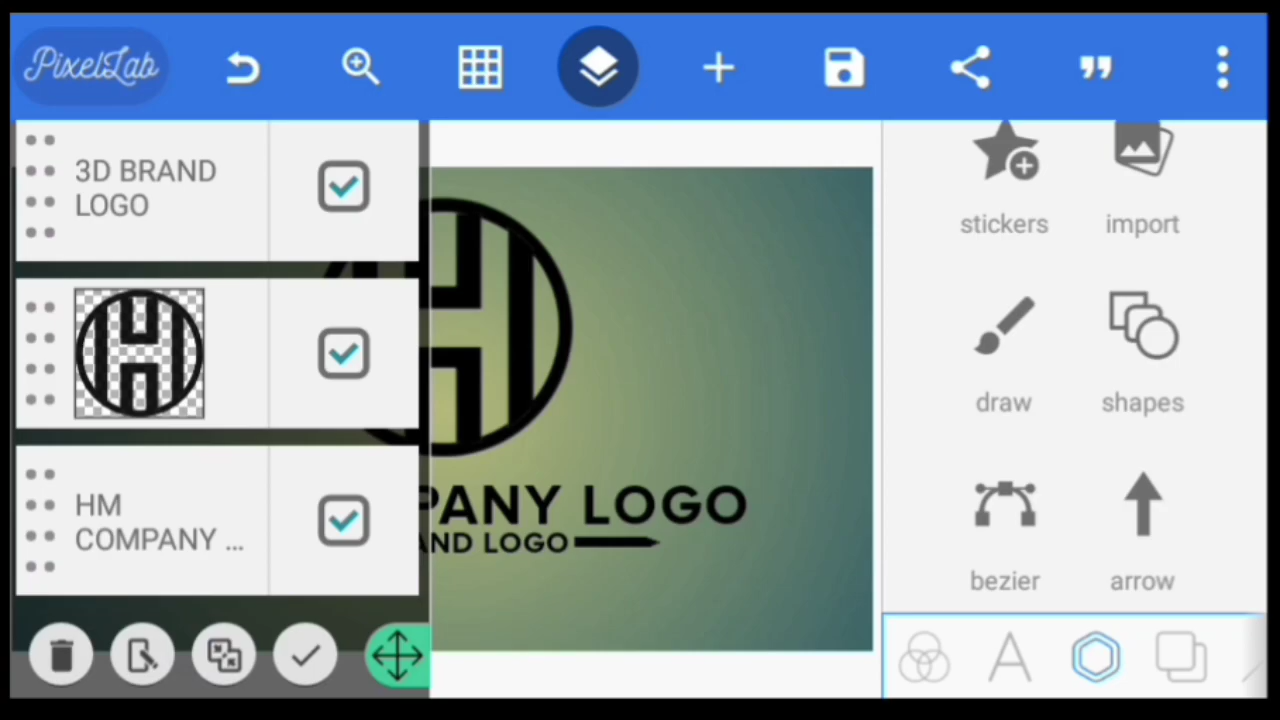 PixelLab
3D BRAND
LOGO
HM
COMPANY ...
PANY LOGO
AND LOGO
stickers
import
draw
shapes
bezier
arrow